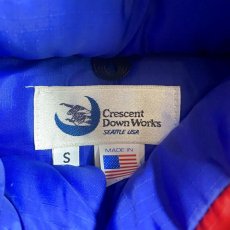 Crescent
Down Works
SEATTLE USA
S
MADE IN